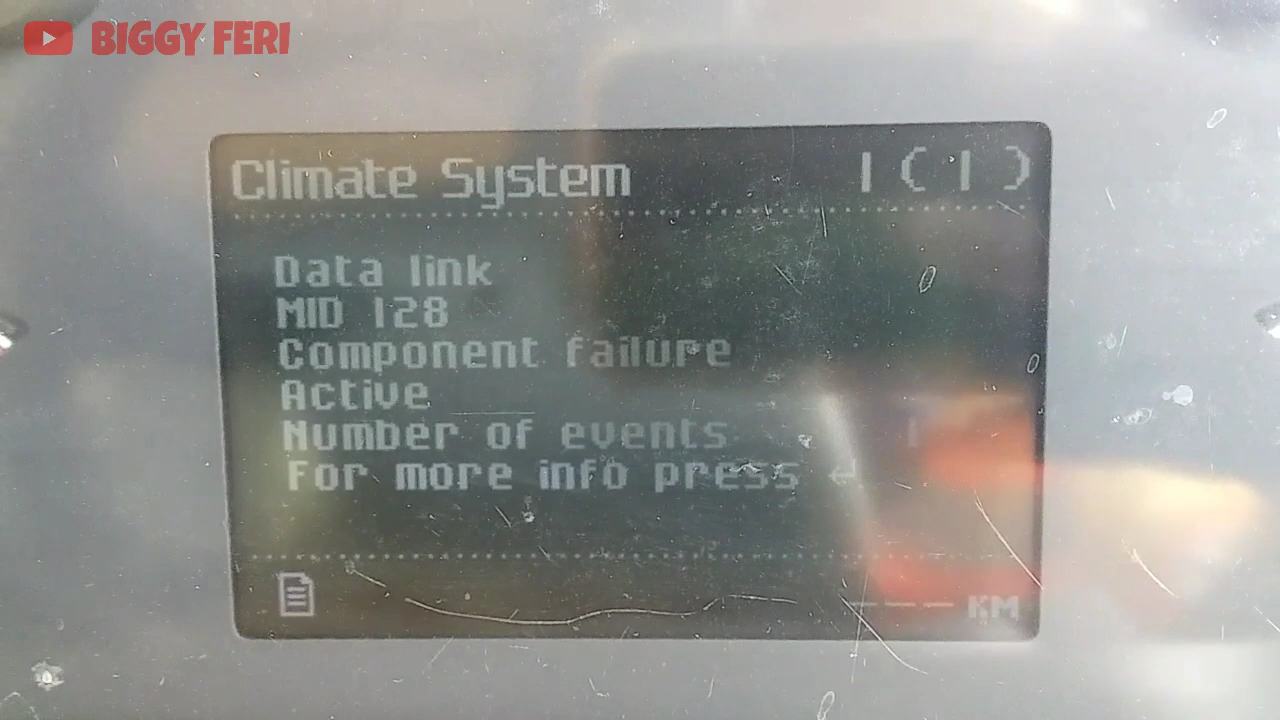 BIGGY FERI
Climate System 1 ( 1 )
Data link
MID 128
Component failure
Active
Number of events 1
For more info press ↵
--- KM